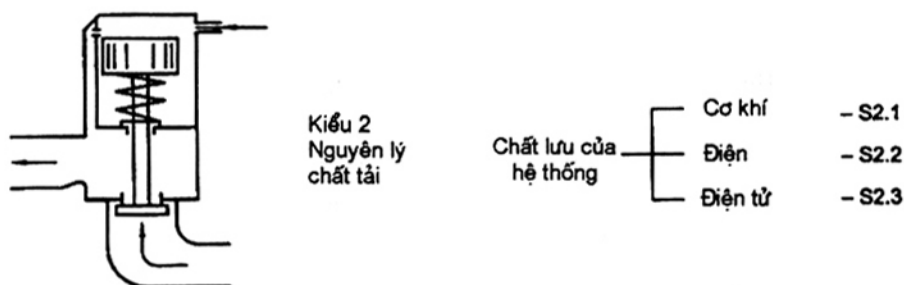 Kiểu 2
Nguyên lý
chất tải
Chất lưu của
hệ thống
Cơ khí – S2.1
Điện – S2.2
Điện tử – S2.3